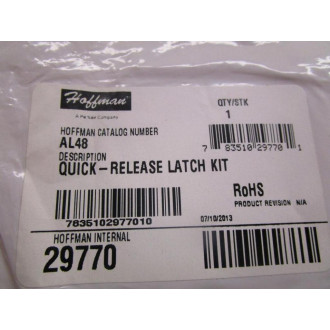 Hoffman
A Pentair Company
QTY/STK
1
HOFFMAN CATALOG NUMBER
AL48
DESCRIPTION
7 83510 29770 1
QUICK-RELEASE LATCH KIT
7835102977010
RoHS
PRODUCT REVISION N/A
07/10/2013
HOFFMAN INTERNAL
29770